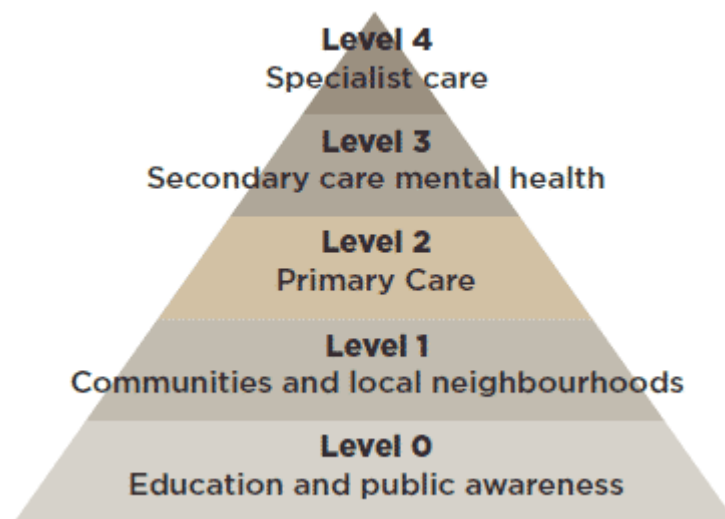 Level 4
Specialist care
Level 3
Secondary care mental health
Level 2
Primary Care
Level 1
Communities and local neighbourhoods
Level 0
Education and public awareness